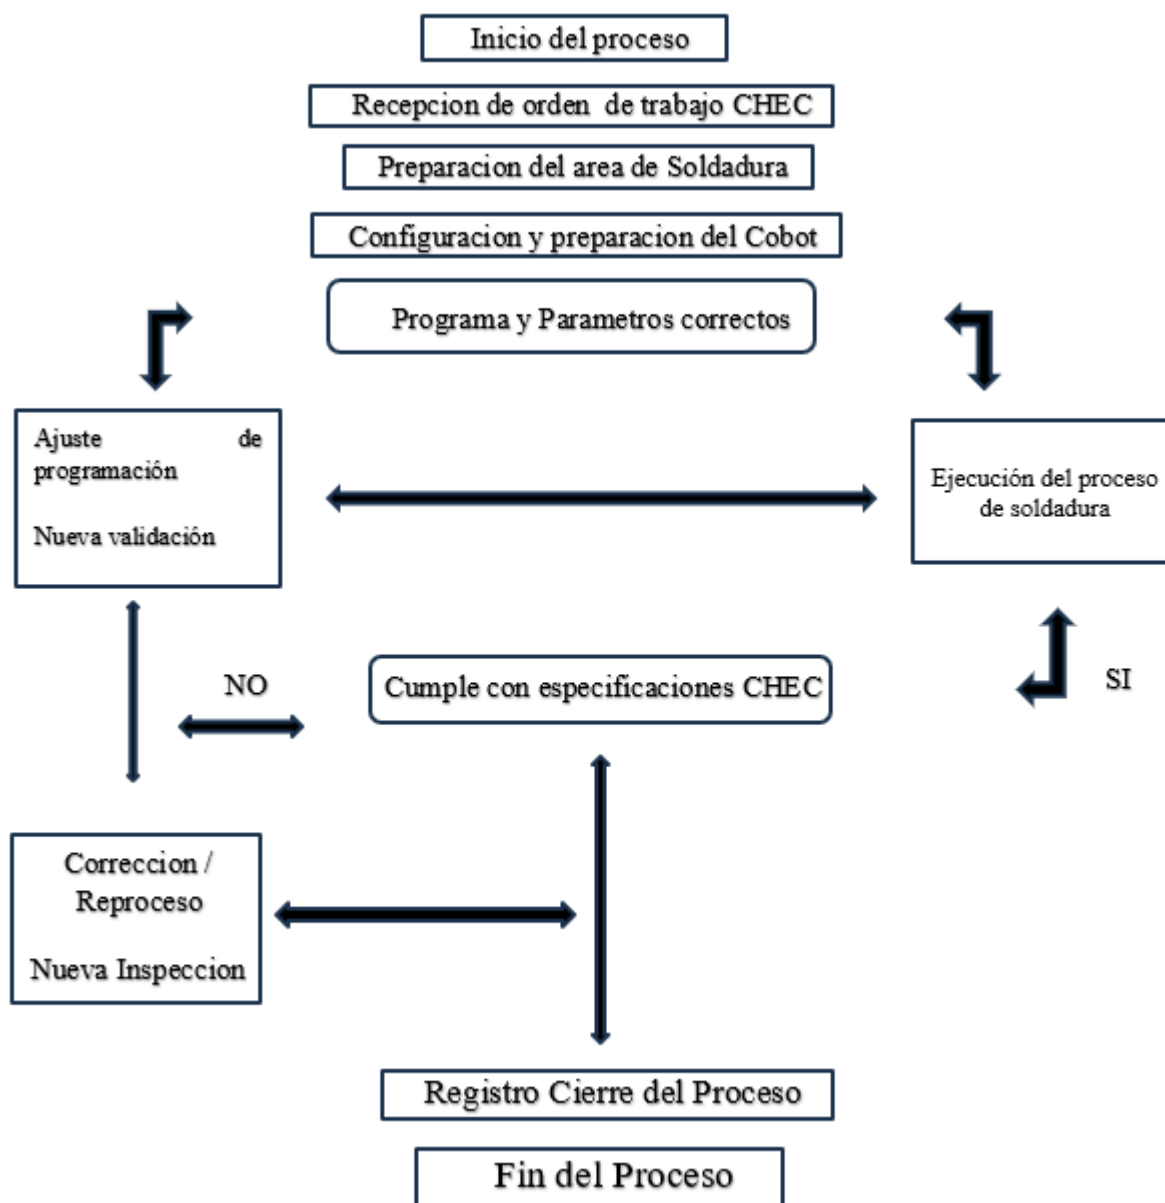 Inicio del proceso
Recepcion de orden de trabajo CHEC
Preparacion del area de Soldadura
Configuracion y preparacion del Cobot
Programa y Parametros correctos
Ajuste de
programación
Nueva validación
Ejecución del proceso
de soldadura
NO
Cumple con especificaciones CHEC
SI
Correccion /
Reproceso
Nueva Inspeccion
Registro Cierre del Proceso
Fin del Proceso